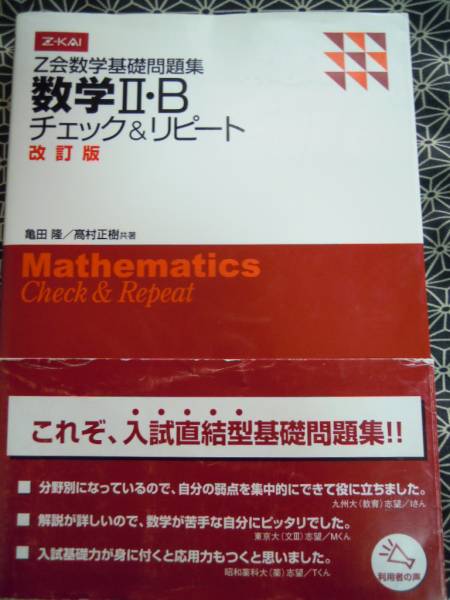 Z-KAI
Z会数学基礎問題集
数学Ⅱ・B
チェック&リピート
改訂版
亀田 隆／髙村正樹共著
Mathematics
Check & Repeat
これぞ、入試直結型基礎問題集!!
■ 分野別になっているので、自分の弱点を集中的にできて役に立ちました。
九州大(教育)志望／Iさん
■ 解説が詳しいので、数学が苦手な自分にピッタリでした。
東京大(文Ⅲ)志望／Mくん
■ 入試基礎力が身に付くと応用力もつくと思いました。
昭和薬科大(薬)志望／Tくん
利用者の声